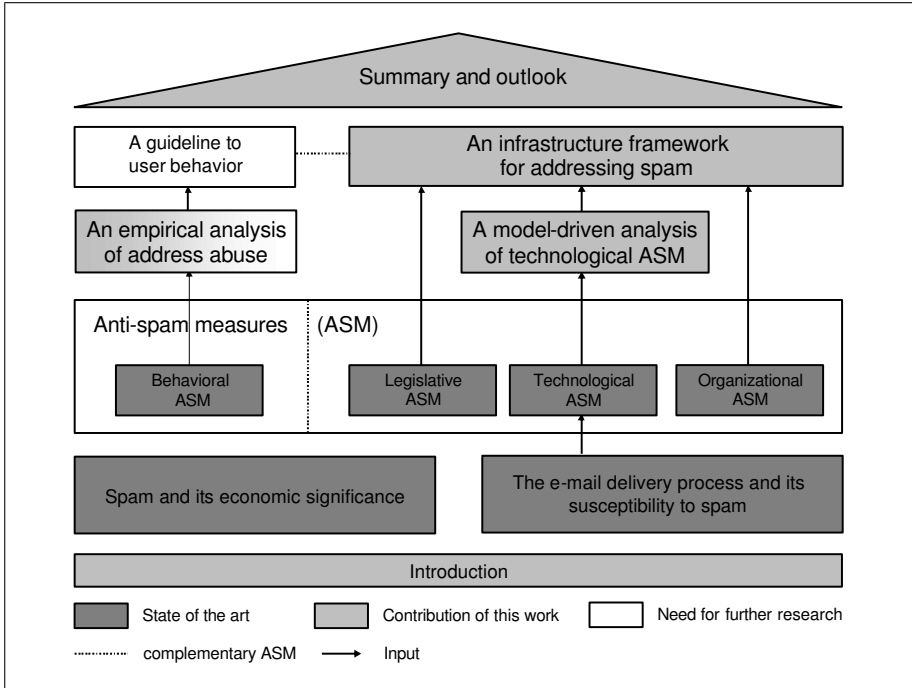 Summary and outlook
A guideline to
user behavior
An infrastructure framework
for addressing spam
An empirical analysis
of address abuse
A model-driven analysis
of technological ASM
Anti-spam measures (ASM)
Behavioral
ASM
Legislative
ASM
Technological
ASM
Organizational
ASM
Spam and its economic significance
The e-mail delivery process and its
susceptibility to spam
Introduction
State of the art
Contribution of this work
Need for further research
complementary ASM
Input